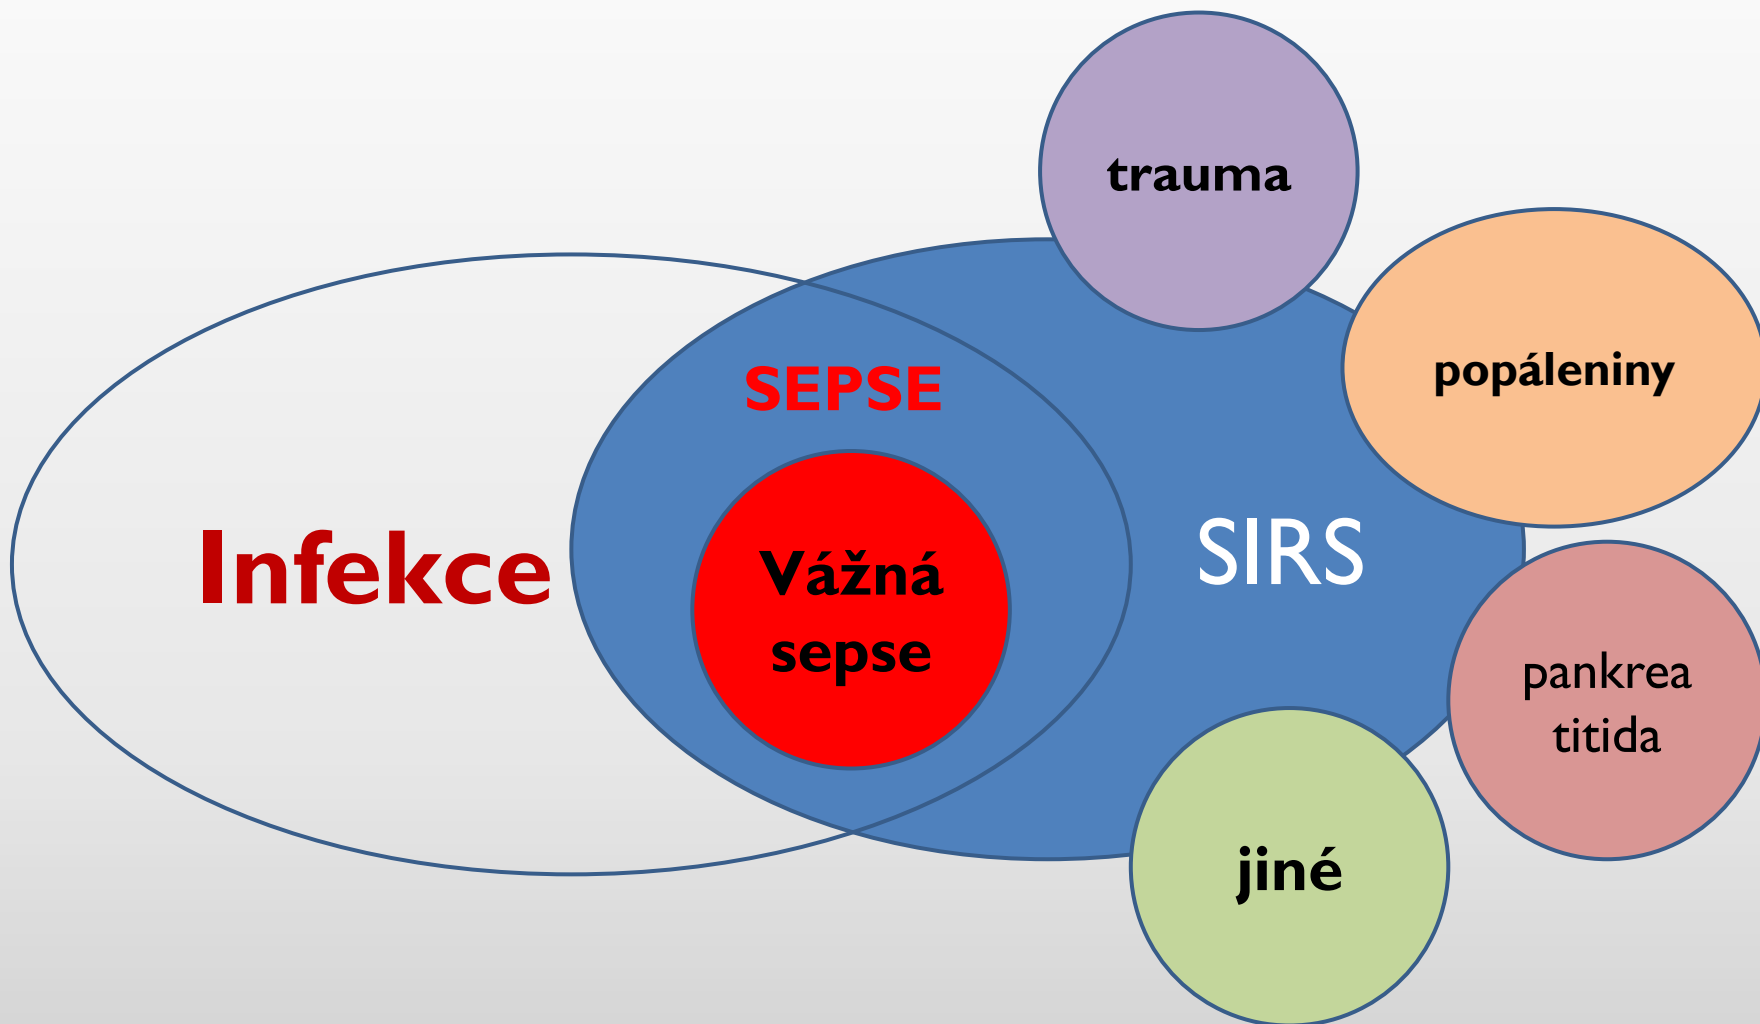 trauma
popáleniny
SEPSE
Infekce
Vážná
sepse
SIRS
pankrea
titida
jiné